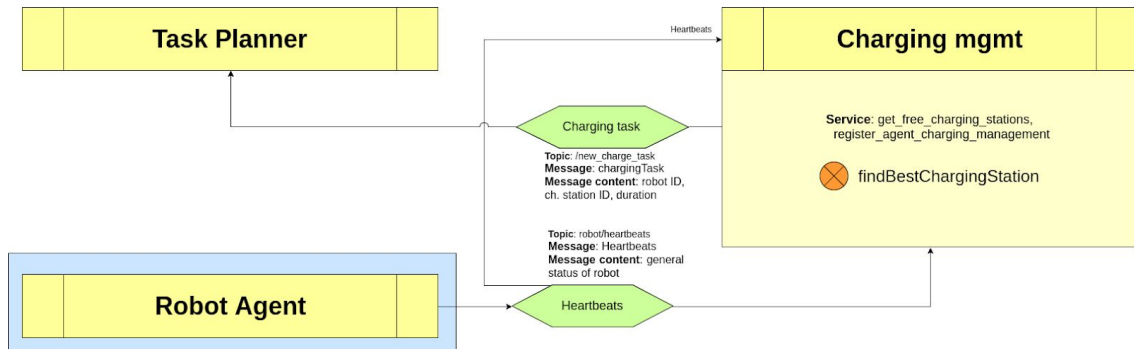 Heartbeats
Task Planner
Charging mgmt
Charging task
Service: get_free_charging_stations,
register_agent_charging_management
Topic: /new_charge_task
Message: chargingTask
Message content: robot ID,
ch. station ID, duration
findBestChargingStation
Topic: robot/heartbeats
Message: Heartbeats
Message content: general
status of robot
Robot Agent
Heartbeats